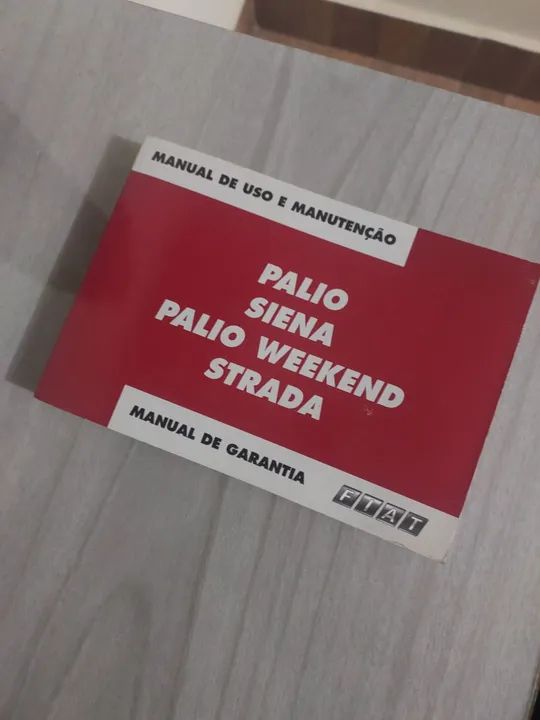 MANUAL DE USO E MANUTENÇÃO
PALIO
SIENA
PALIO WEEKEND
STRADA
MANUAL DE GARANTIA
FIAT